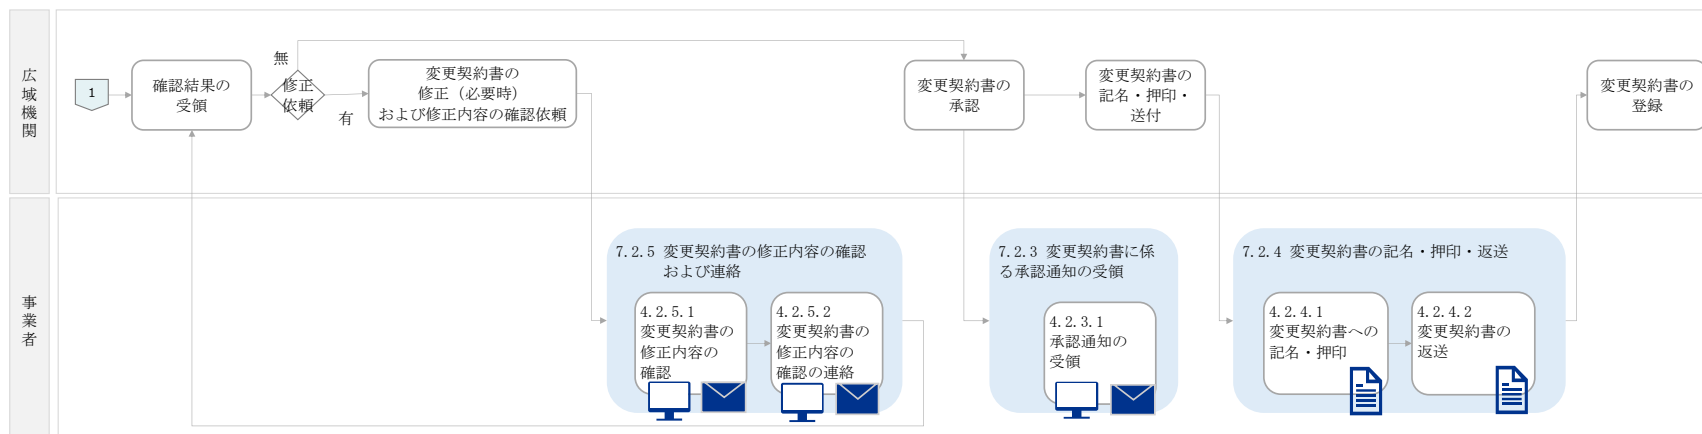 広域機関
1
確認結果の
受領
無
修正
依頼
有
変更契約書の
修正（必要時）
および修正内容の確認依頼
変更契約書の
承認
変更契約書の
記名・押印・
送付
変更契約書の
登録
事業者
7.2.5 変更契約書の修正内容の確認
および連絡
4.2.5.1
変更契約書の
修正内容の
確認
4.2.5.2
変更契約書の
修正内容の
確認の連絡
7.2.3 変更契約書に係
る承認通知の受領
4.2.3.1
承認通知の
受領
7.2.4 変更契約書の記名・押印・返送
4.2.4.1
変更契約書への
記名・押印
4.2.4.2
変更契約書の
返送